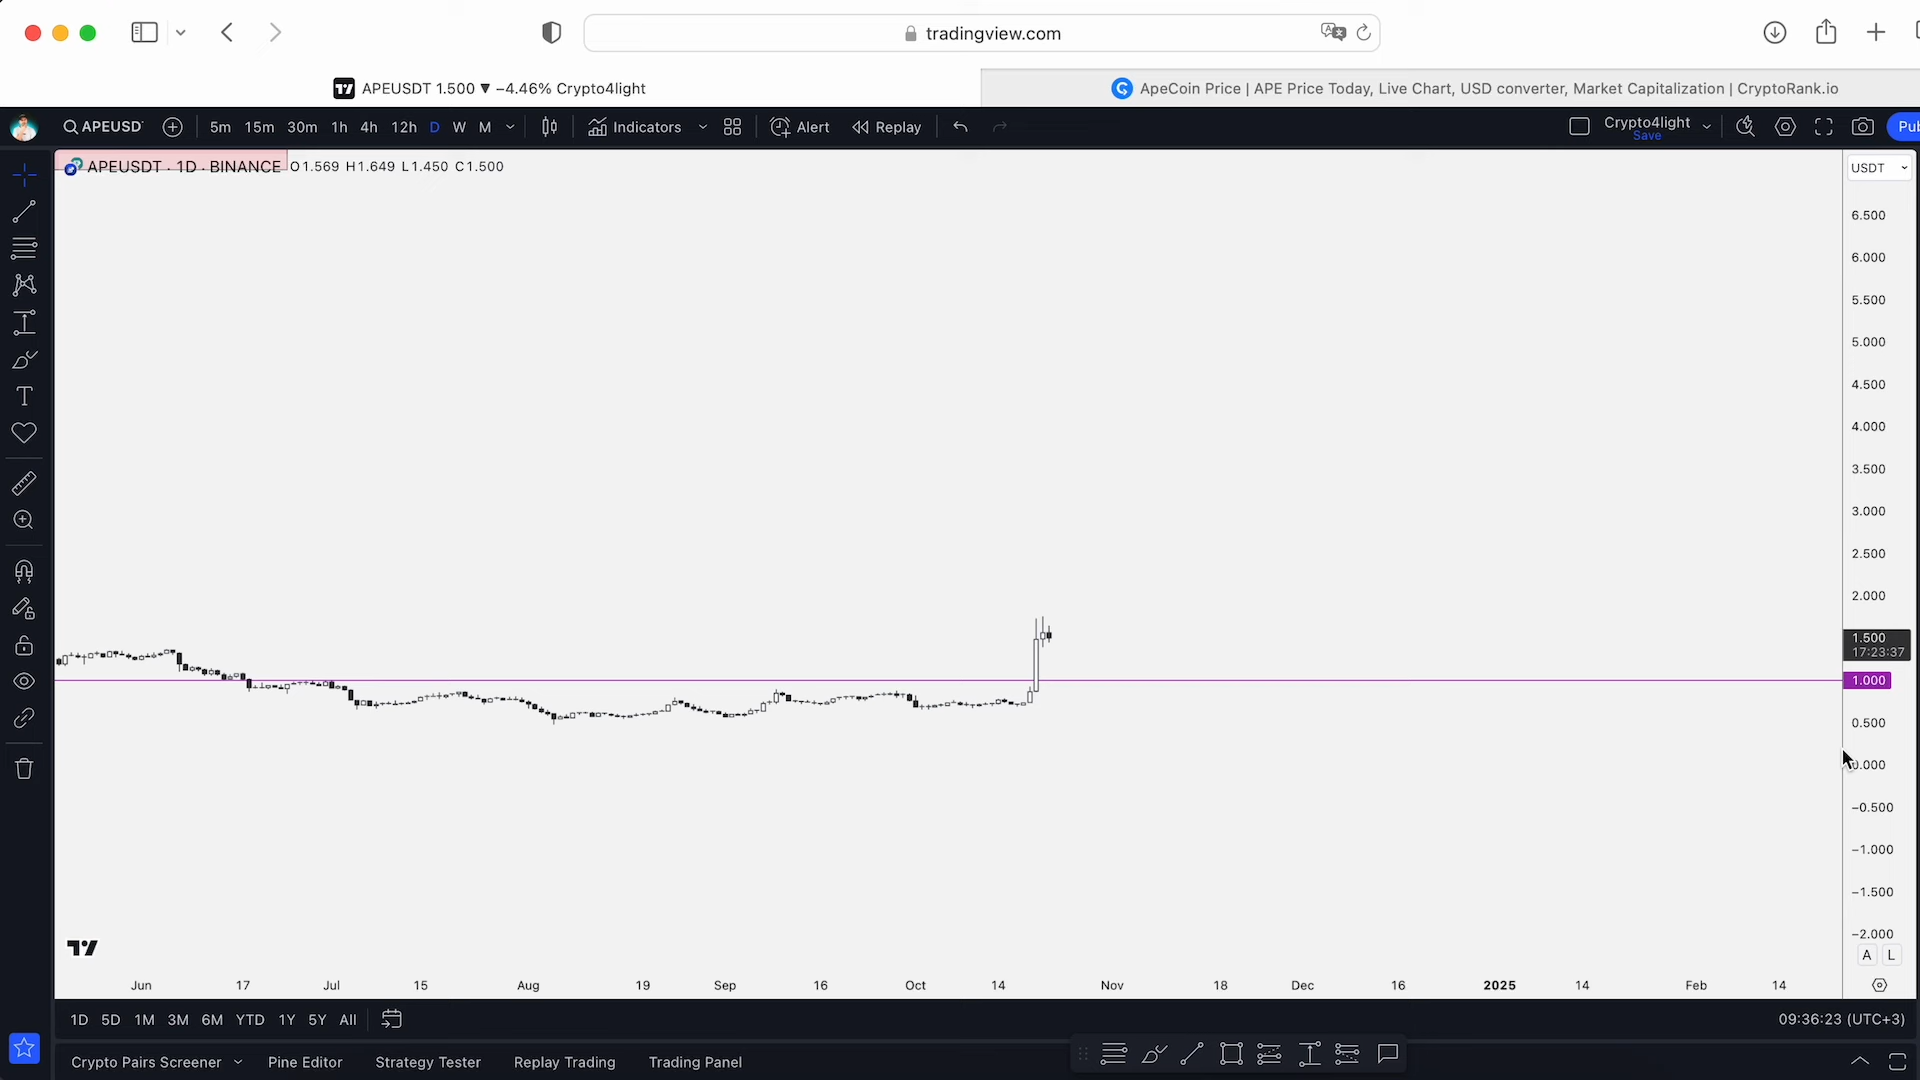 tradingview.com
APEUSDT 1.500 ▼ −4.46% Crypto4light
ApeCoin Price | APE Price Today, Live Chart, USD converter, Market Capitalization | CryptoRank.io
APEUSD
5m 15m 30m 1h 4h 12h D W M
Indicators
Alert
Replay
Crypto4light
Save
Pub
APEUSDT · 1D · BINANCE O1.569 H1.649 L1.450 C1.500
USDT
6.500
6.000
5.500
5.000
4.500
4.000
3.500
3.000
2.500
2.000
1.500
17:23:37
1.000
0.500
0.000
−0.500
−1.000
−1.500
−2.000
A L
Jun 17 Jul 15 Aug 19 Sep 16 Oct 14 Nov 18 Dec 16 2025 14 Feb 14
1D 5D 1M 3M 6M YTD 1Y 5Y All
09:36:23 (UTC+3)
Crypto Pairs Screener Pine Editor Strategy Tester Replay Trading Trading Panel